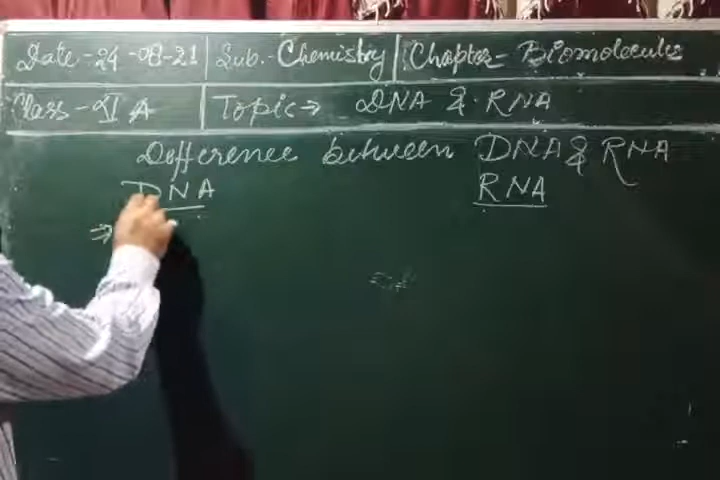 Date-24-08-21 Sub.- Chemistry Chapter- Biomolecules
Class-XI A Topic→ DNA & RNA
Difference between DNA & RNA
DNA RNA
⇒